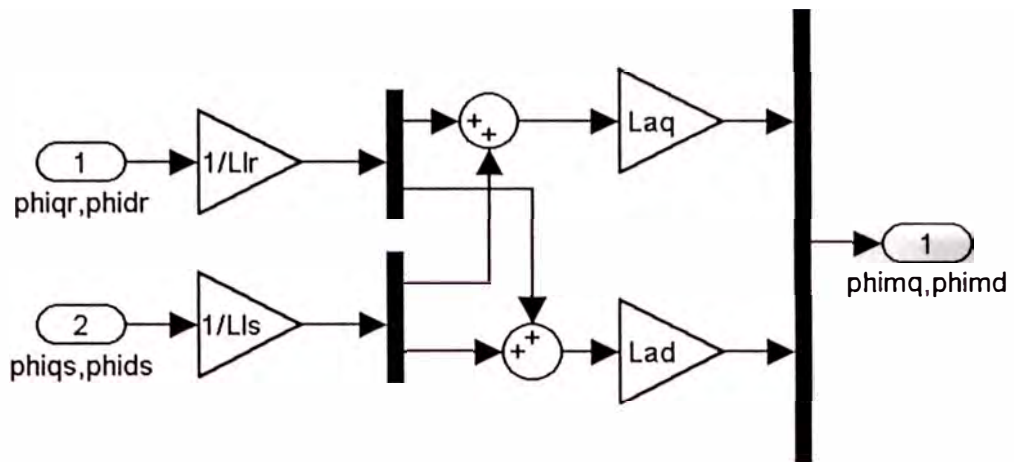 1
phiqr,phidr
1/Llr
+
+
Laq
2
phiqs,phids
1/Lls
+
+
Lad
1
phimq,phimd